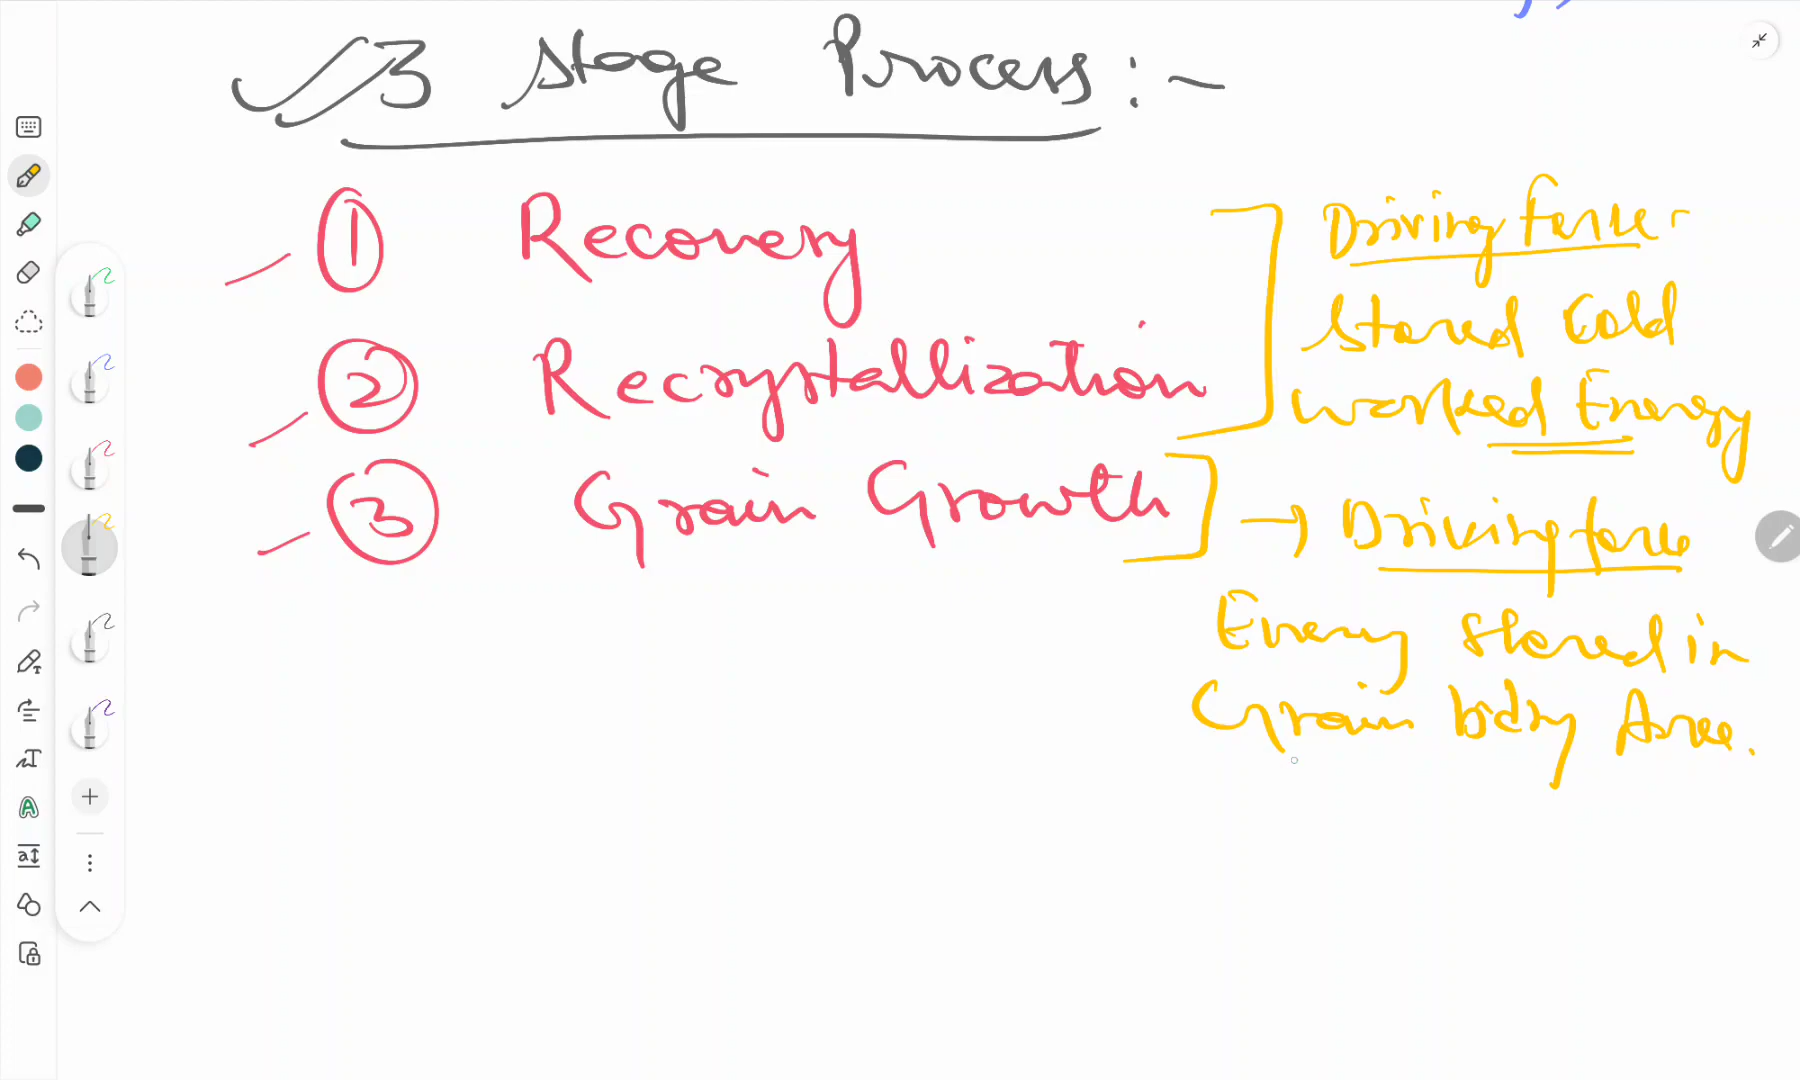 3 Stage Process :-
1 Recovery
2 Recrystallization
3 Grain Growth
Driving force -
Stored Cold
Worked Energy
→ Driving force
Energy Stored in
Grain bdry Area.